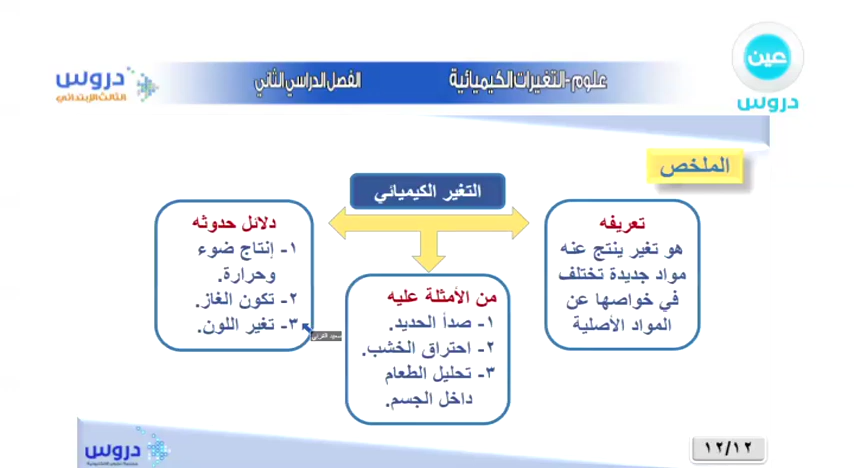 عين
دروس
علوم-التغيرات الكيميائية
الفصل الدراسي الثاني
دروس
الثالث الإبتدائي
الملخص
التغير الكيميائي
تعريفه
هو تغير ينتج عنه
مواد جديدة تختلف
في خواصها عن
المواد الأصلية
من الأمثلة عليه
١- صدأ الحديد.
٢- احتراق الخشب.
٣- تحليل الطعام
داخل الجسم.
دلائل حدوثه
١- إنتاج ضوء
وحرارة.
٢- تكون الغاز.
٣- تغير اللون.
١٢/١٢
دروس